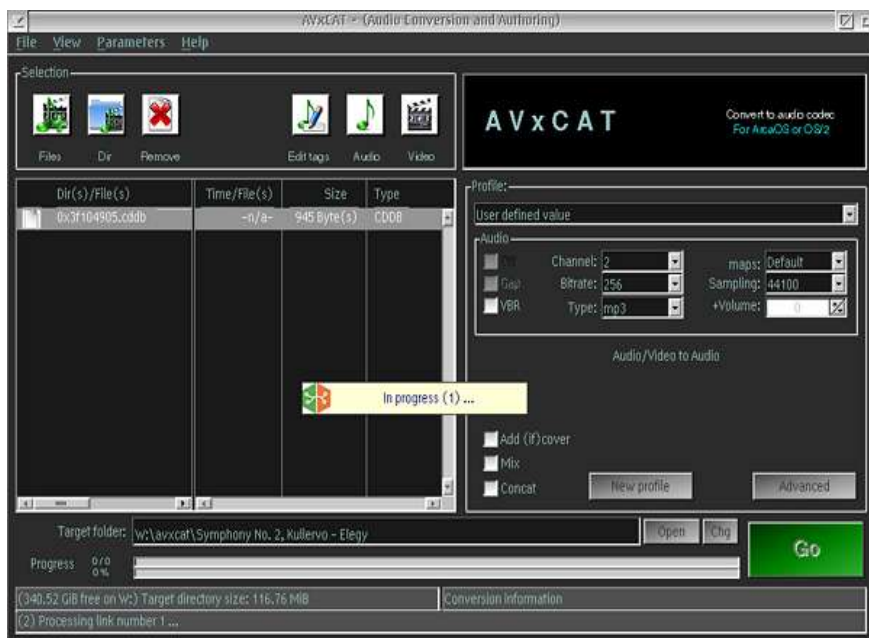 AVxCAT - (Audio Conversion and Authoring)
File View Parameters Help
Selection
Files Dir Remove Edit tags Audio Video
AVxCAT
Convert to audio codec
For ArcaOS or OS/2
Dir(s)/File(s) Time/File(s) Size Type
0x3f104905.cddb -n/a- 945 Byte(s) CDDB
Profile:
User defined value
Audio
Channel: 2 maps: Default
Gap Bitrate: 256 Sampling: 44100
VBR Type: mp3 +Volume: 0
Audio/Video to Audio
In progress (1) ...
Add (if)cover
Mix
Concat New profile Advanced
Target folder: w:\avxcat\Symphony No. 2, Kullervo - Elegy Open Chg
Go
Progress 0/0
0 %
(340.52 GiB free on W:) Target directory size: 116.76 MiB Conversion Information
(2) Processing link number 1 ...